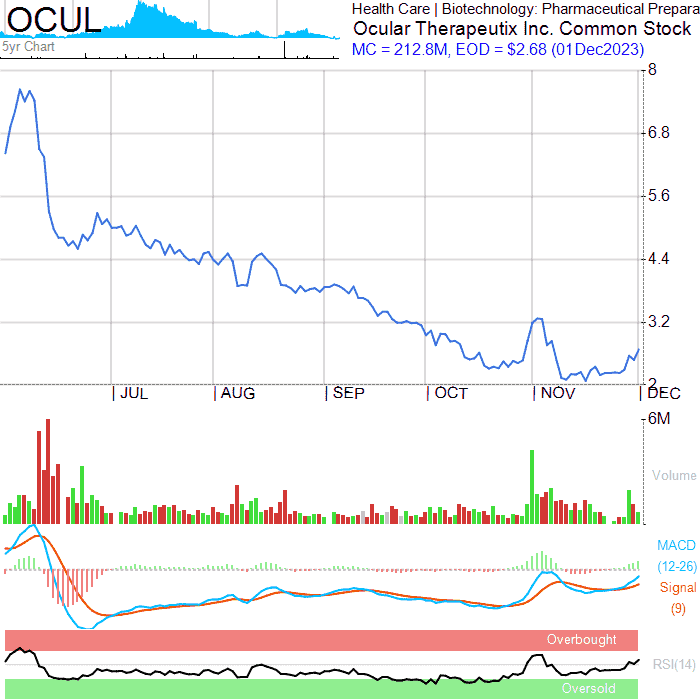 OCUL
Health Care | Biotechnology: Pharmaceutical Prepara
Ocular Therapeutix Inc. Common Stock
5yr Chart
MC = 212.8M, EOD = $2.68 (01Dec2023)
8
6.8
5.6
4.4
3.2
2
| JUL | AUG | SEP | OCT | NOV | DEC
6M
Volume
MACD
(12-26)
Signal
(9)
Overbought
RSI(14)
Oversold